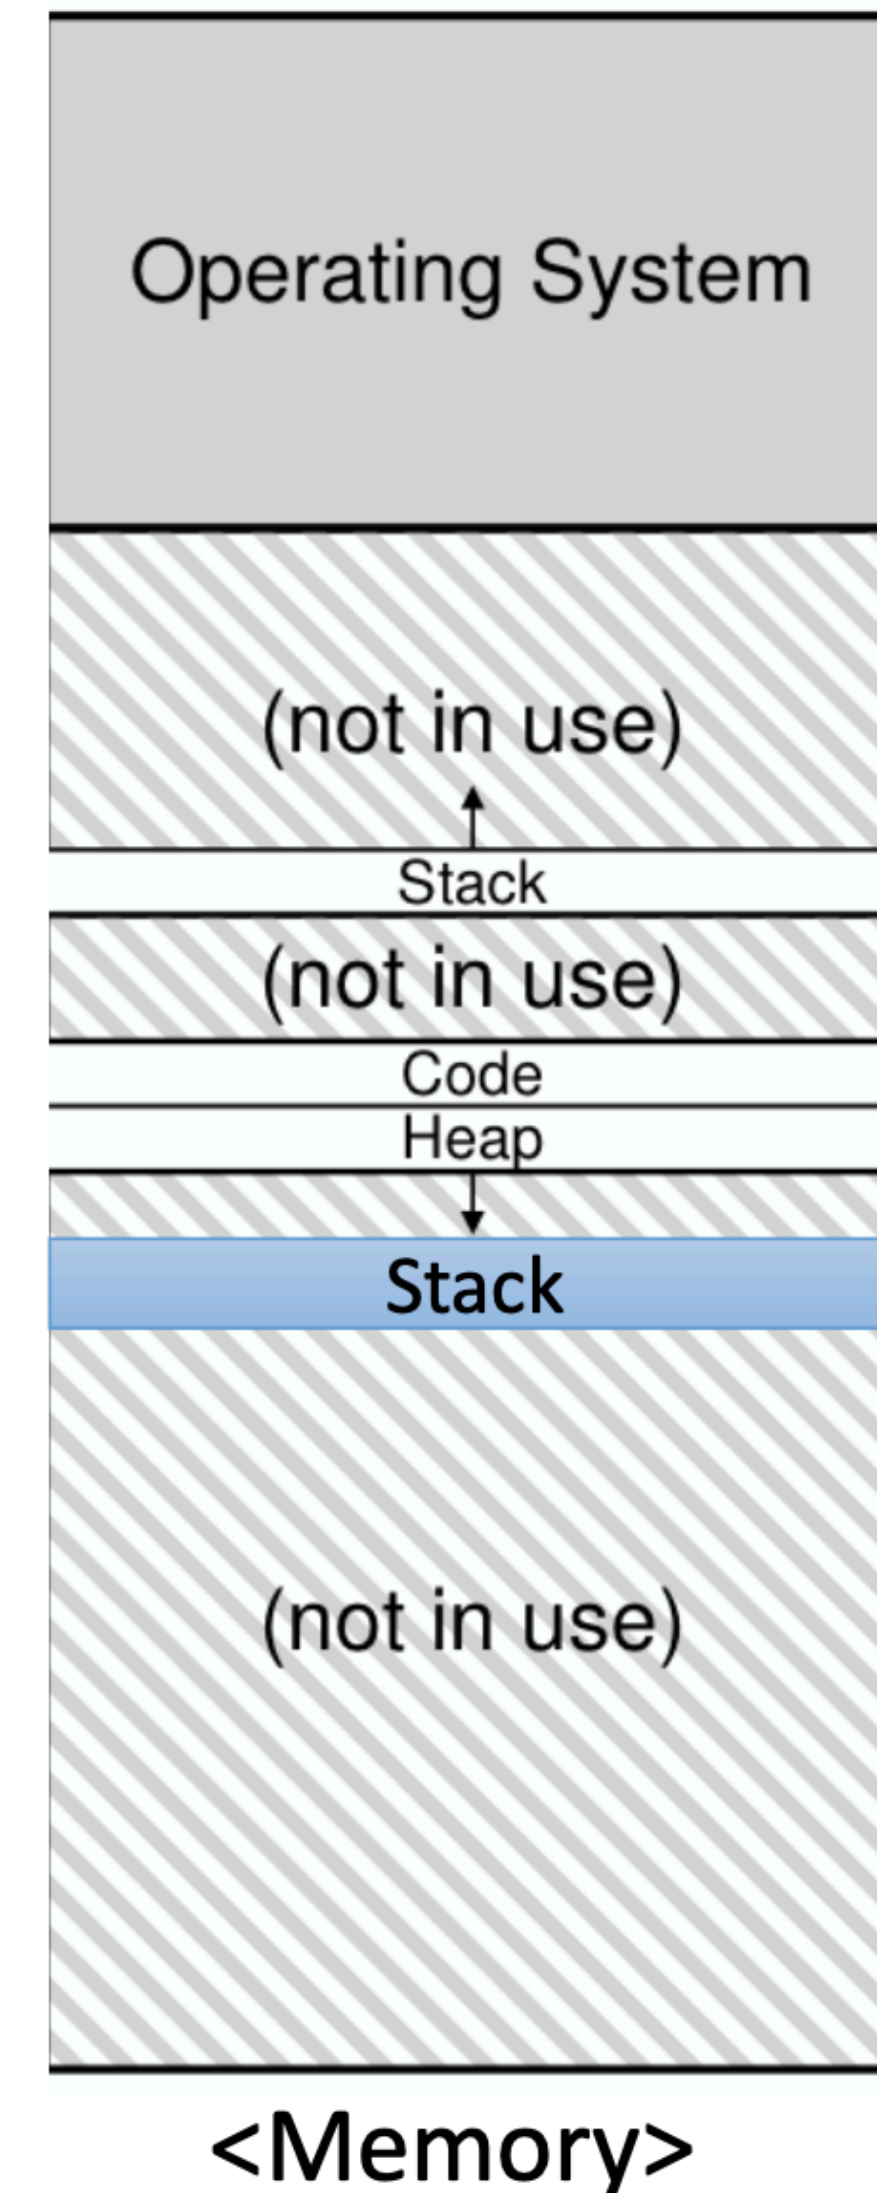 Operating System
(not in use)
Stack
(not in use)
Code
Heap
Stack
(not in use)
<Memory>